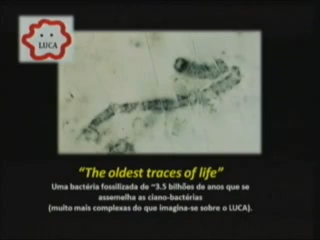 LUCA
“The oldest traces of life”
Uma bactéria fossilizada de ~3.5 bilhões de anos que se
assemelha as ciano-bactérias
(muito mais complexas do que imagina-se sobre o LUCA).